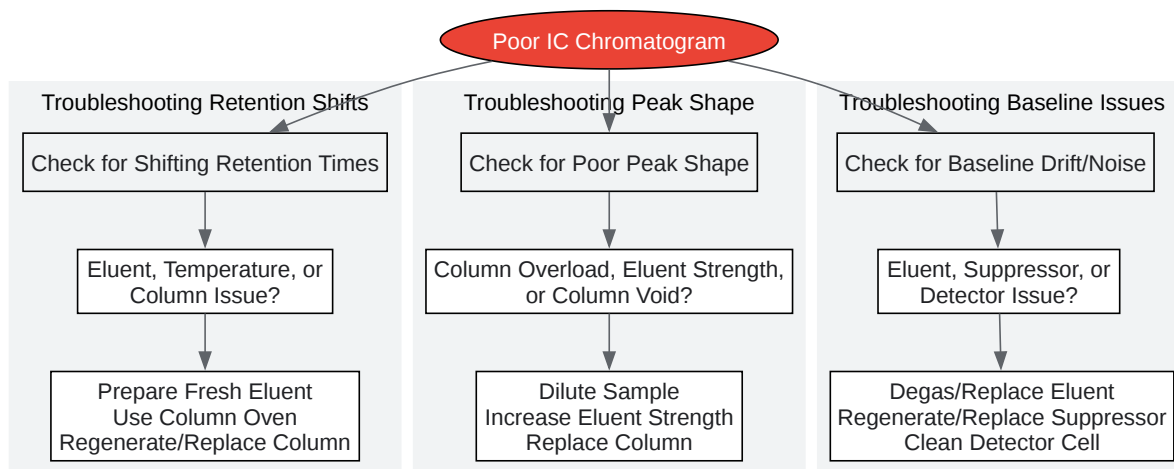 Poor IC Chromatogram
Troubleshooting Retention Shifts
Check for Shifting Retention Times
Eluent, Temperature, or
Column Issue?
Prepare Fresh Eluent
Use Column Oven
Regenerate/Replace Column
Troubleshooting Peak Shape
Check for Poor Peak Shape
Column Overload, Eluent Strength,
or Column Void?
Dilute Sample
Increase Eluent Strength
Replace Column
Troubleshooting Baseline Issues
Check for Baseline Drift/Noise
Eluent, Suppressor, or
Detector Issue?
Degas/Replace Eluent
Regenerate/Replace Suppressor
Clean Detector Cell